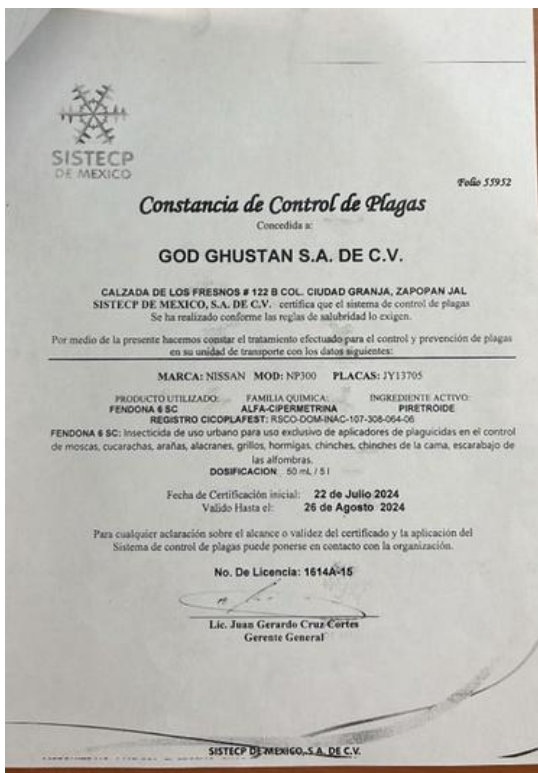 SISTECP
DE MEXICO
Folio 55952
Constancia de Control de Plagas
Concedida a:
GOD GHUSTAN S.A. DE C.V.
CALZADA DE LOS FRESNOS # 122 B COL. CIUDAD GRANJA, ZAPOPAN JAL
SISTECP DE MEXICO, S.A. DE C.V. certifica que el sistema de control de plagas
Se ha realizado conforme las reglas de salubridad lo exigen.
Por medio de la presente hacemos constar el tratamiento efectuado para el control y prevención de plagas
en su unidad de transporte con los datos siguientes:
MARCA: NISSAN MOD: NP300 PLACAS: JY13705
PRODUCTO UTILIZADO: FAMILIA QUIMICA: INGREDIENTE ACTIVO:
FENDONA 6 SC ALFA-CIPERMETRINA PIRETROIDE
REGISTRO CICOPLAFEST: RSCO-DOM-INAC-107-308-064-06
FENDONA 6 SC: Insecticida de uso urbano para uso exclusivo de aplicadores de plaguicidas en el control
de moscas, cucarachas, arañas, alacranes, grillos, hormigas, chinches, chinches de la cama, escarabajo de
las alfombras.
DOSIFICACION 50 mL / 5 l
Fecha de Certificación inicial: 22 de Julio 2024
Valido Hasta el: 26 de Agosto 2024
Para cualquier aclaración sobre el alcance o validez del certificado y la aplicación del
Sistema de control de plagas puede ponerse en contacto con la organización.
No. De Licencia: 1614A-15
Lic. Juan Gerardo Cruz Cortes
Gerente General
SISTECP DE MEXICO, S.A. DE C.V.